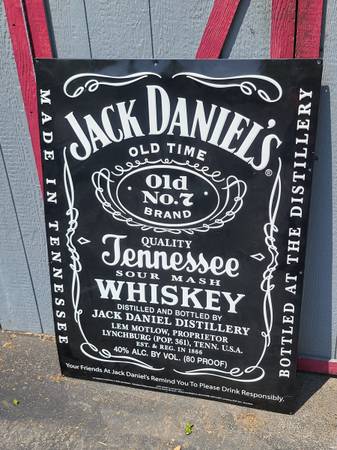 JACK DANIEL'S
®
OLD TIME
Old
No.7
BRAND
QUALITY
Tennessee
SOUR MASH
WHISKEY
DISTILLED AND BOTTLED BY
JACK DANIEL DISTILLERY
LEM MOTLOW, PROPRIETOR
LYNCHBURG (POP. 361), TENN. U.S.A.
EST. & REG. IN 1866
40% ALC. BY VOL. (80 PROOF)
MADE IN TENNESSEE
BOTTLED AT THE DISTILLERY
Your Friends At Jack Daniel's Remind You To Please Drink Responsibly.